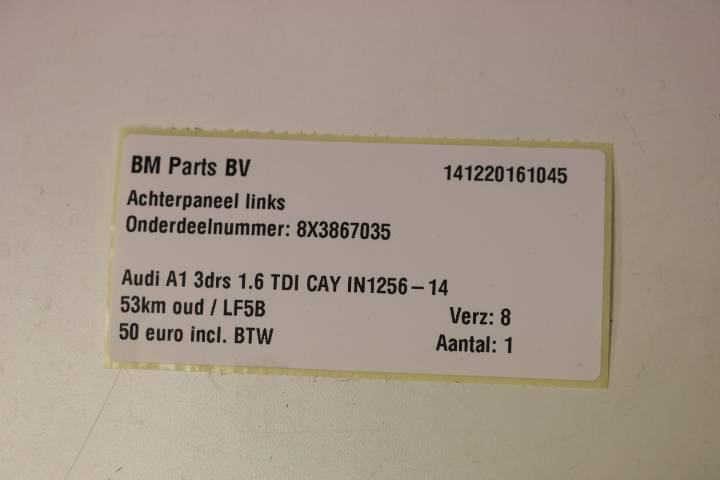 BM Parts BV 141220161045
Achterpaneel links
Onderdeelnummer: 8X3867035
Audi A1 3drs 1.6 TDI CAY IN1256-14
53km oud / LF5B Verz: 8
50 euro incl. BTW Aantal: 1